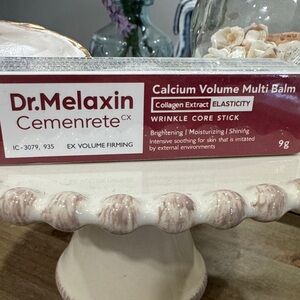 Dr.Melaxin
Cemenrete CX
IC-3079, 935 EX VOLUME FIRMING
Calcium Volume Multi Balm
Collagen Extract ELASTICITY
WRINKLE CORE STICK
Brightening | Moisturizing | Shining
Intensive soothing for skin that is irritated
by external environments
9g